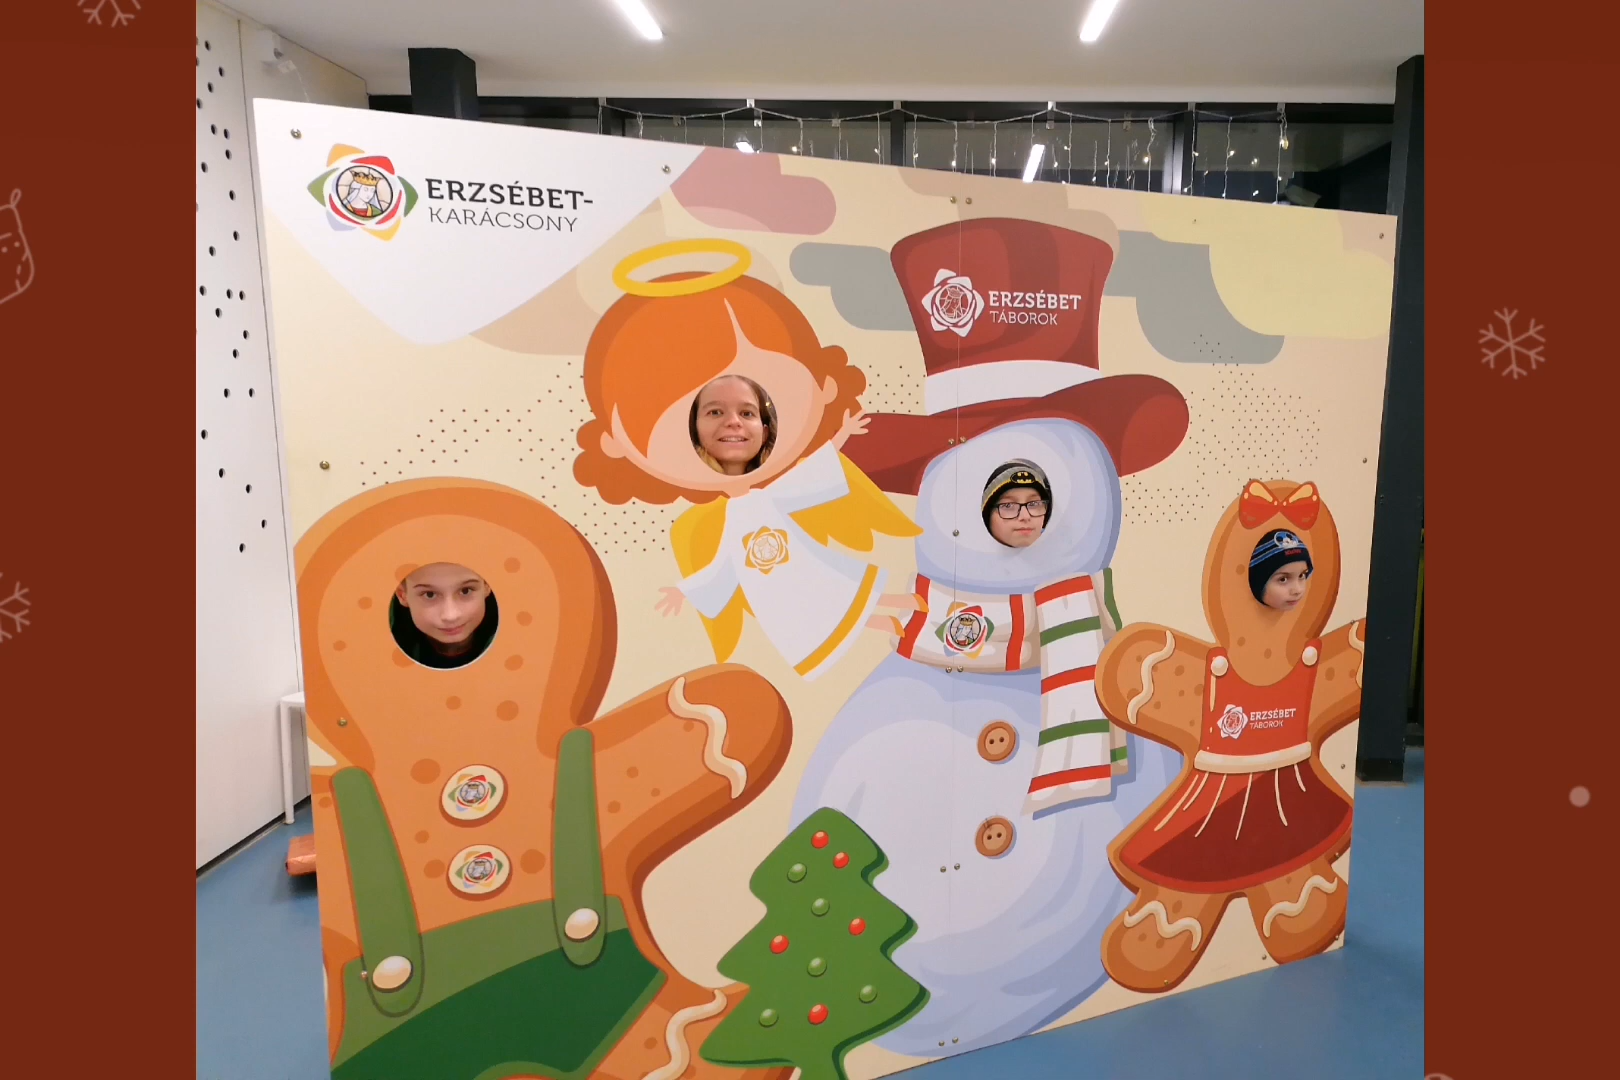 ERZSÉBET-
KARÁCSONY
ERZSÉBET
TÁBOROK
ERZSÉBET
TÁBOROK